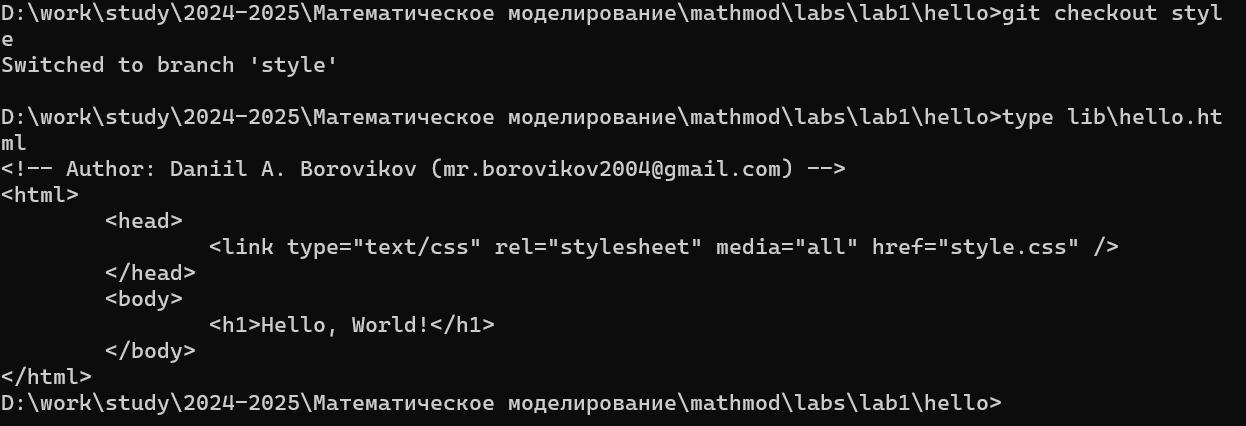 D:\work\study\2024-2025\Математическое моделирование\mathmod\labs\lab1\hello>git checkout styl
e
Switched to branch 'style'
D:\work\study\2024-2025\Математическое моделирование\mathmod\labs\lab1\hello>type lib\hello.ht
ml
<!-- Author: Daniil A. Borovikov (mr.borovikov2004@gmail.com) -->
<html>
        <head>
                <link type="text/css" rel="stylesheet" media="all" href="style.css" />
        </head>
        <body>
                <h1>Hello, World!</h1>
        </body>
</html>
D:\work\study\2024-2025\Математическое моделирование\mathmod\labs\lab1\hello>